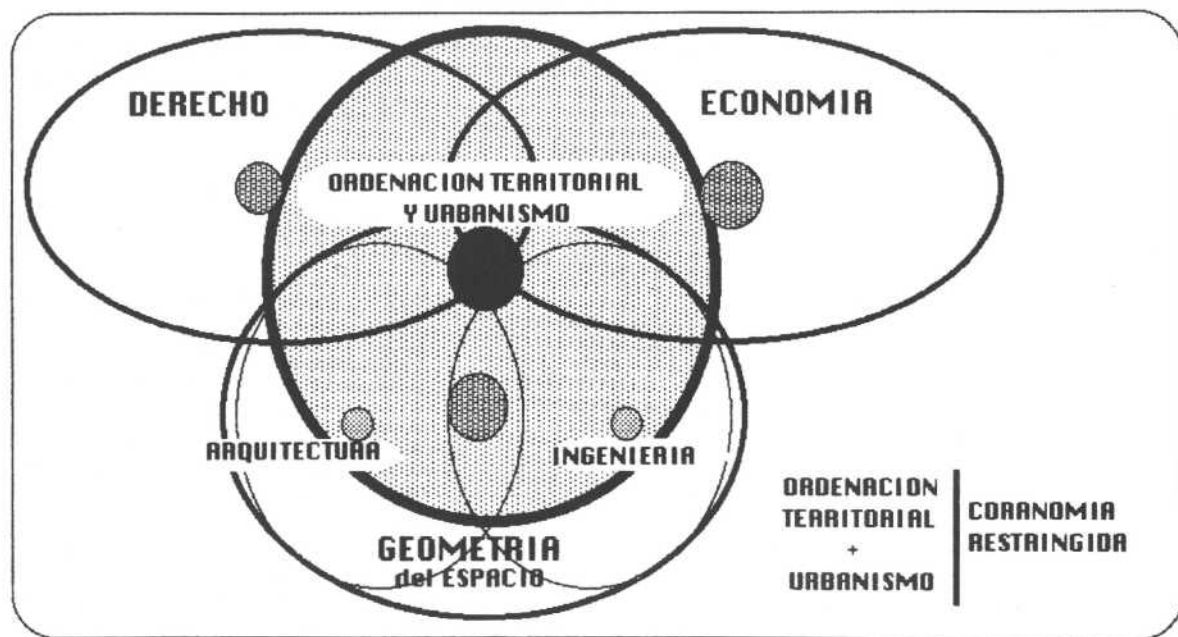 DERECHO
ECONOMIA
ORDENACION TERRITORIAL
Y URBANISMO
ARQUITECTURA
INGENIERIA
GEOMETRIA
del ESPACIO
ORDENACION
TERRITORIAL
+
URBANISMO
CORANOMIA
RESTRINGIDA